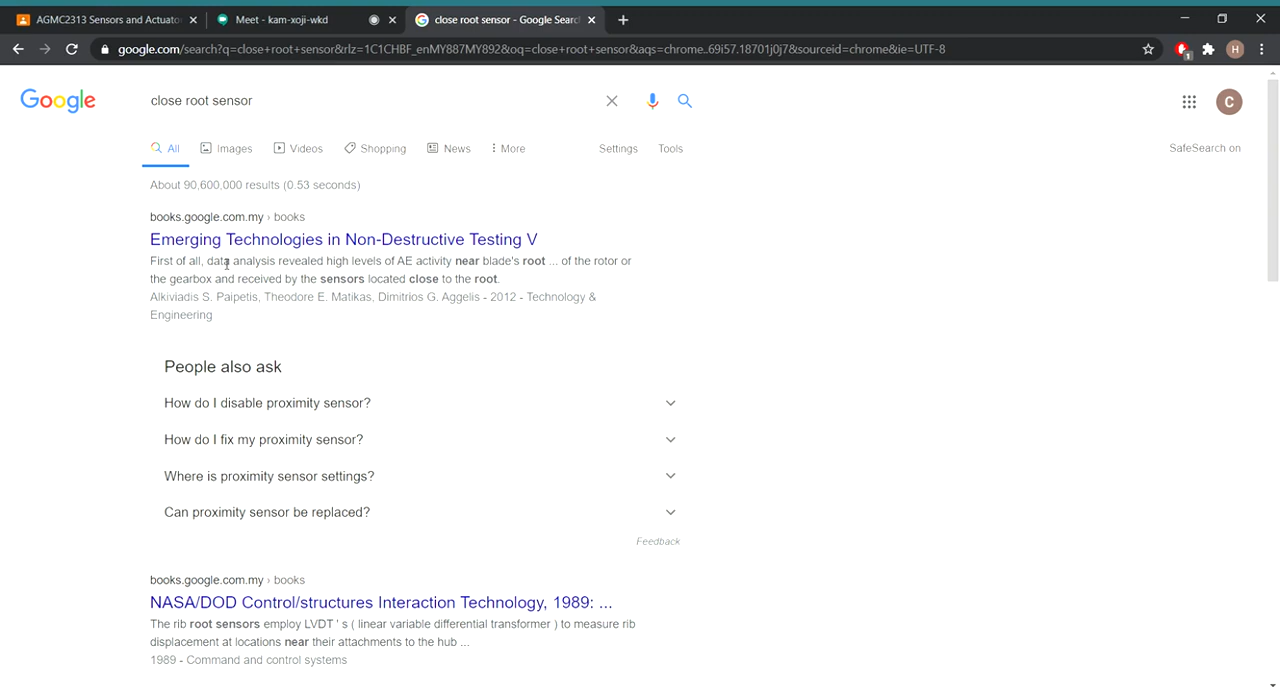 AGMC2313 Sensors and Actuato
Meet - kam-xoji-wkd
close root sensor - Google Searc
google.com/search?q=close+root+sensor&rlz=1C1CHBF_enMY887MY892&oq=close+root+sensor&aqs=chrome..69i57.18701j0j7&sourceid=chrome&ie=UTF-8
1
H
Google
close root sensor
C
All
Images
Videos
Shopping
News
More
Settings
Tools
SafeSearch on
About 90,600,000 results (0.53 seconds)
books.google.com.my › books
Emerging Technologies in Non-Destructive Testing V
First of all, data analysis revealed high levels of AE activity near blade's root ... of the rotor or
the gearbox and received by the sensors located close to the root.
Alkiviadis S. Paipetis, Theodore E. Matikas, Dimitrios G. Aggelis - 2012 - Technology &
Engineering
People also ask
How do I disable proximity sensor?
How do I fix my proximity sensor?
Where is proximity sensor settings?
Can proximity sensor be replaced?
Feedback
books.google.com.my › books
NASA/DOD Control/structures Interaction Technology, 1989: ...
The rib root sensors employ LVDT ' s ( linear variable differential transformer ) to measure rib
displacement at locations near their attachments to the hub ...
1989 - Command and control systems